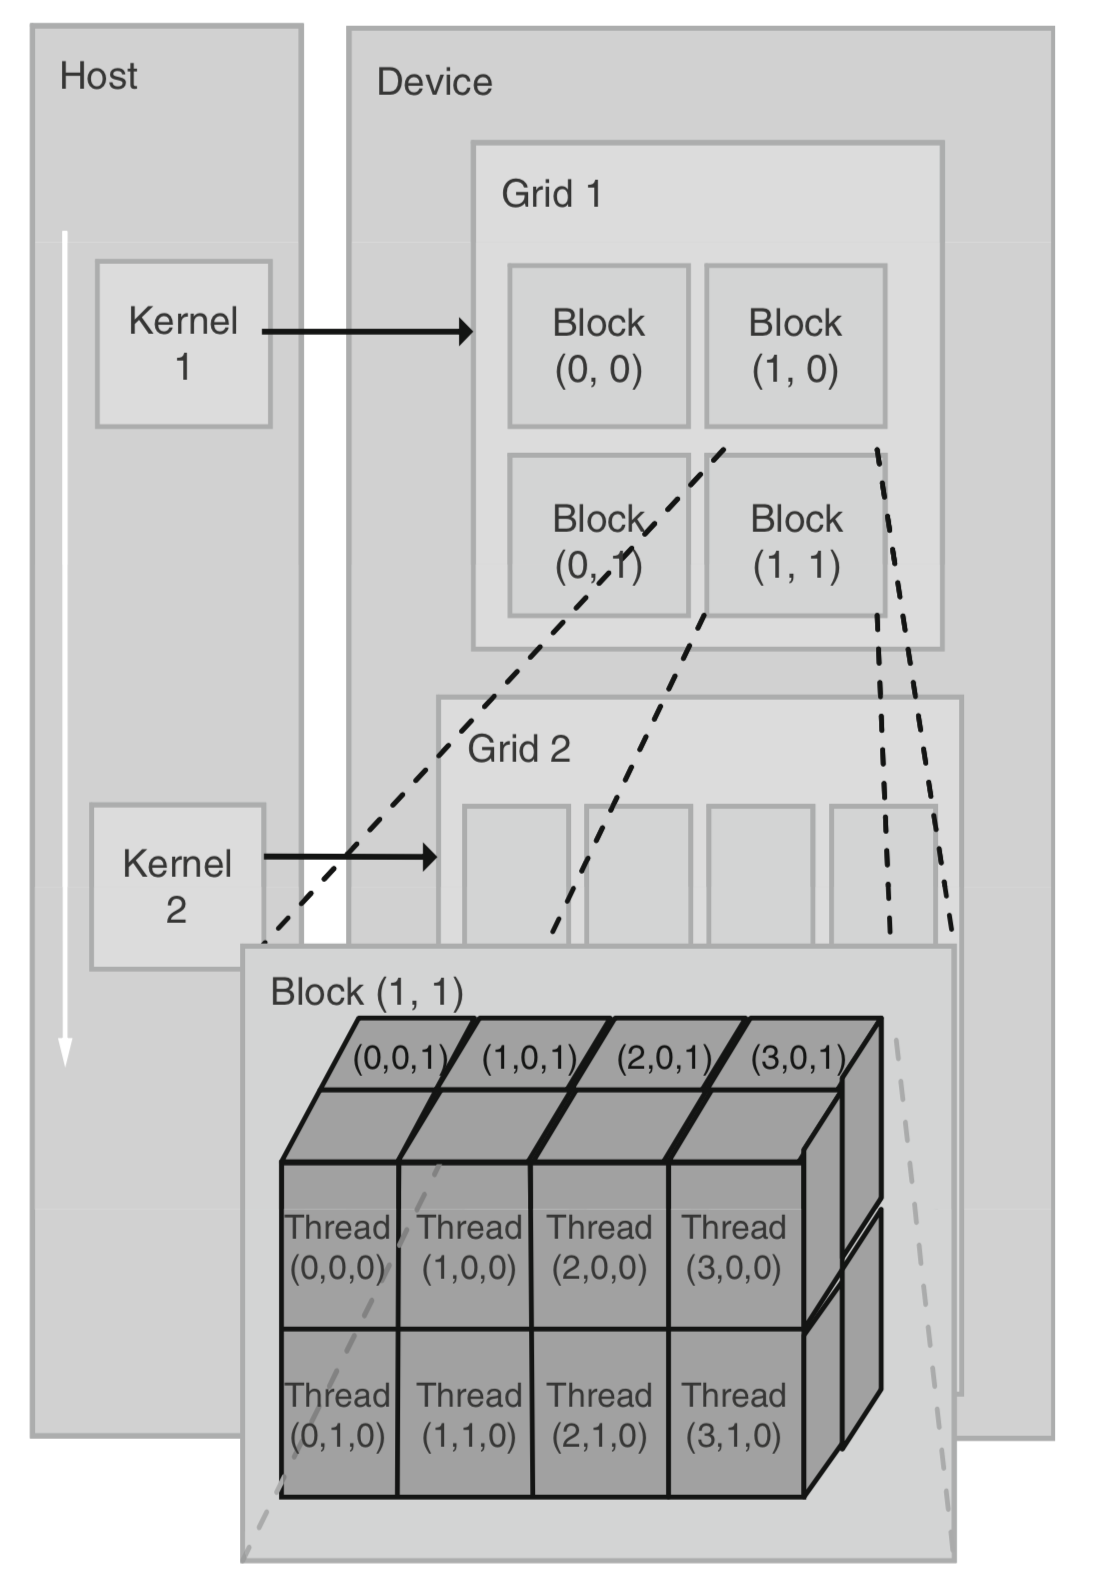 Host
Device
Grid 1
Kernel
1
Block
(0, 0)
Block
(1, 0)
Block
(0, 1)
Block
(1, 1)
Grid 2
Kernel
2
Block (1, 1)
(0,0,1)
(1,0,1)
(2,0,1)
(3,0,1)
Thread
(0,0,0)
Thread
(1,0,0)
Thread
(2,0,0)
Thread
(3,0,0)
Thread
(0,1,0)
Thread
(1,1,0)
Thread
(2,1,0)
Thread
(3,1,0)